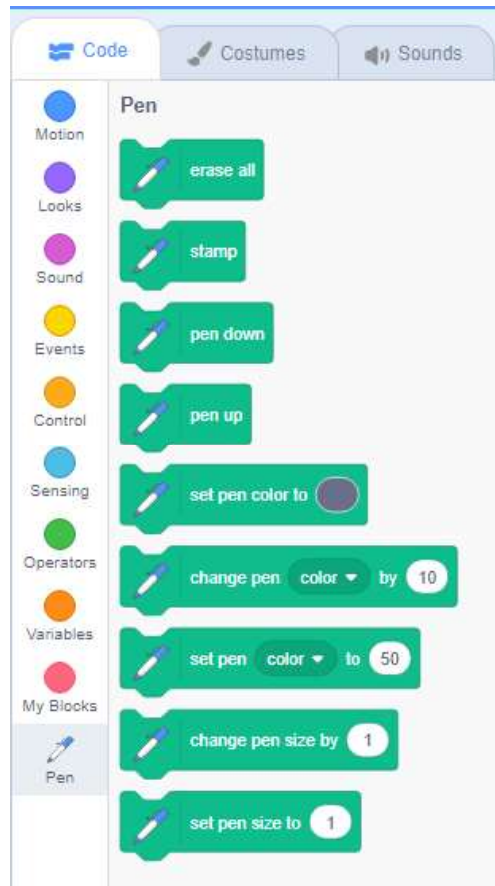 Code Costumes Sounds
Motion
Looks
Sound
Events
Control
Sensing
Operators
Variables
My Blocks
Pen
Pen
erase all
stamp
pen down
pen up
set pen color to
change pen color by 10
set pen color to 50
change pen size by 1
set pen size to 1